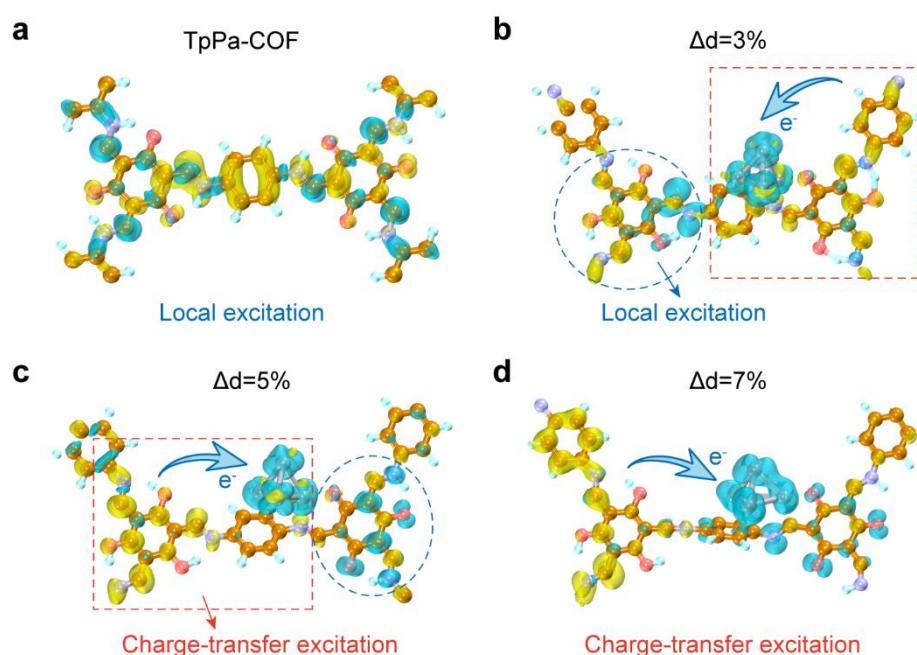 a
TpPa-COF
Local excitation
b
Δd=3%
e-
Local excitation
c
Δd=5%
e-
Charge-transfer excitation
d
Δd=7%
e-
Charge-transfer excitation